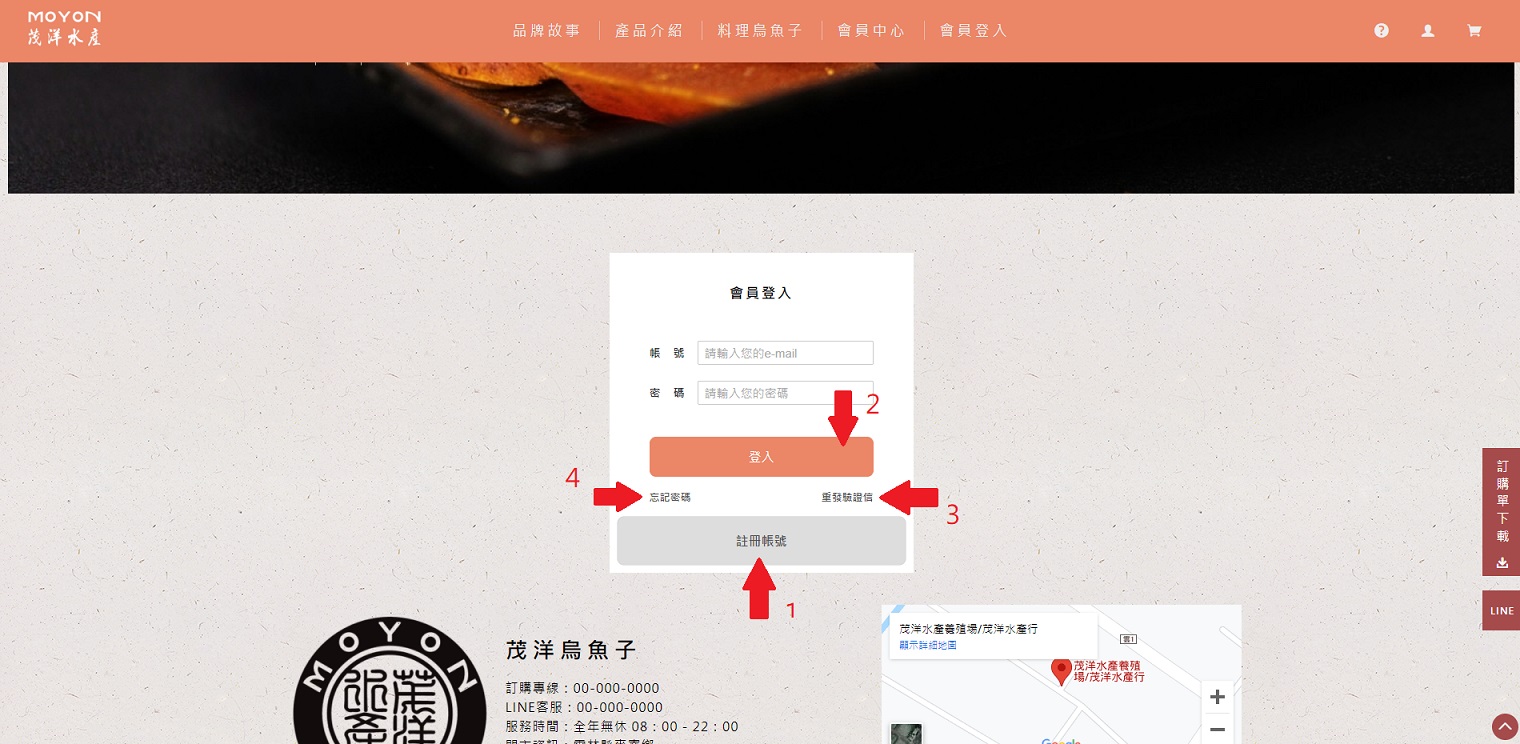 MOYON
茂洋水產
品牌故事
產品介紹
料理烏魚子
會員中心
會員登入
會員登入
帳 號 請輸入您的e-mail
密 碼 請輸入您的密碼
2
登入
4
忘記密碼
重發驗證信
3
註冊帳號
1
訂購單下載
LINE
MOYON
茂洋烏魚子
訂購專線：00-000-0000
LINE客服：00-000-0000
服務時間：全年無休 08：00 - 22：00
茂洋水產養殖場/茂洋水產行
顯示詳細地圖
雲1
茂洋水產養殖
場/茂洋水產行
Google